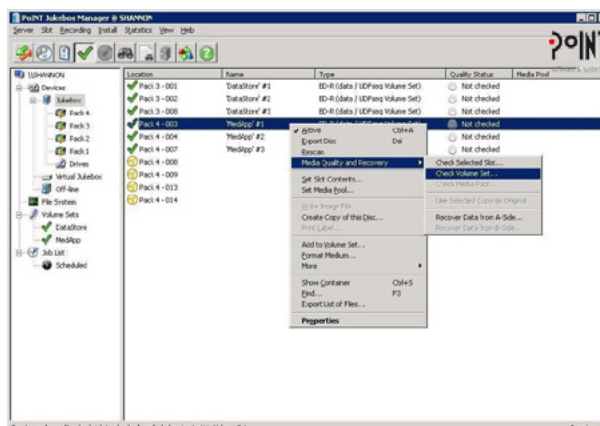 PoINT Jukebox Manager @ SHANNON
Server Slot Recording Install Statistics View Help
PoINT
\\SHANNON
Devices
Jukebox
Pack 4
Pack 3
Pack 2
Pack 1
Drives
Virtual Jukebox
Off-line
File System
Volume Sets
DataStore
MedApp
Job List
Scheduled
Location Name Type Quality Status Media Pool
Pack 3 - 001 'DataStore' #1 BD-R (data / UDFseq Volume Set) Not checked
Pack 3 - 002 'DataStore' #2 BD-R (data / UDFseq Volume Set) Not checked
Pack 3 - 008 'DataStore' #3 BD-R (data / UDFseq Volume Set) Not checked
Pack 4 - 003 'MedApp' #1 BD-R (data / UDFseq Volume Set) Not checked
Pack 4 - 004 'MedApp' #2 Not checked
Pack 4 - 007 'MedApp' #3 Not checked
Pack 4 - 008
Pack 4 - 009
Pack 4 - 013
Pack 4 - 014
Active Ctrl+A
Export Disc Del
Rescan
Media Quality and Recovery
Set Slot Contents...
Set Media Pool...
Write Image File
Create Copy of this Disc...
Print Label...
Add to Volume Set...
Format Medium...
More
Show Container Ctrl+S
Find... F3
Export List of Files...
Properties
Check Selected Slot...
Check Volume Set...
Check Media Pool...
Use Selected Copy as Original
Recover Data from A-Side...
Recover Data from B-Side...